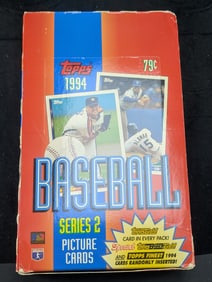 Topps
79¢
1994
BASEBALL
SERIES 2
PICTURE
CARDS
CARD IN EVERY PACK!
AND TOPPS FINEST 1994
CARDS RANDOMLY INSERTED!